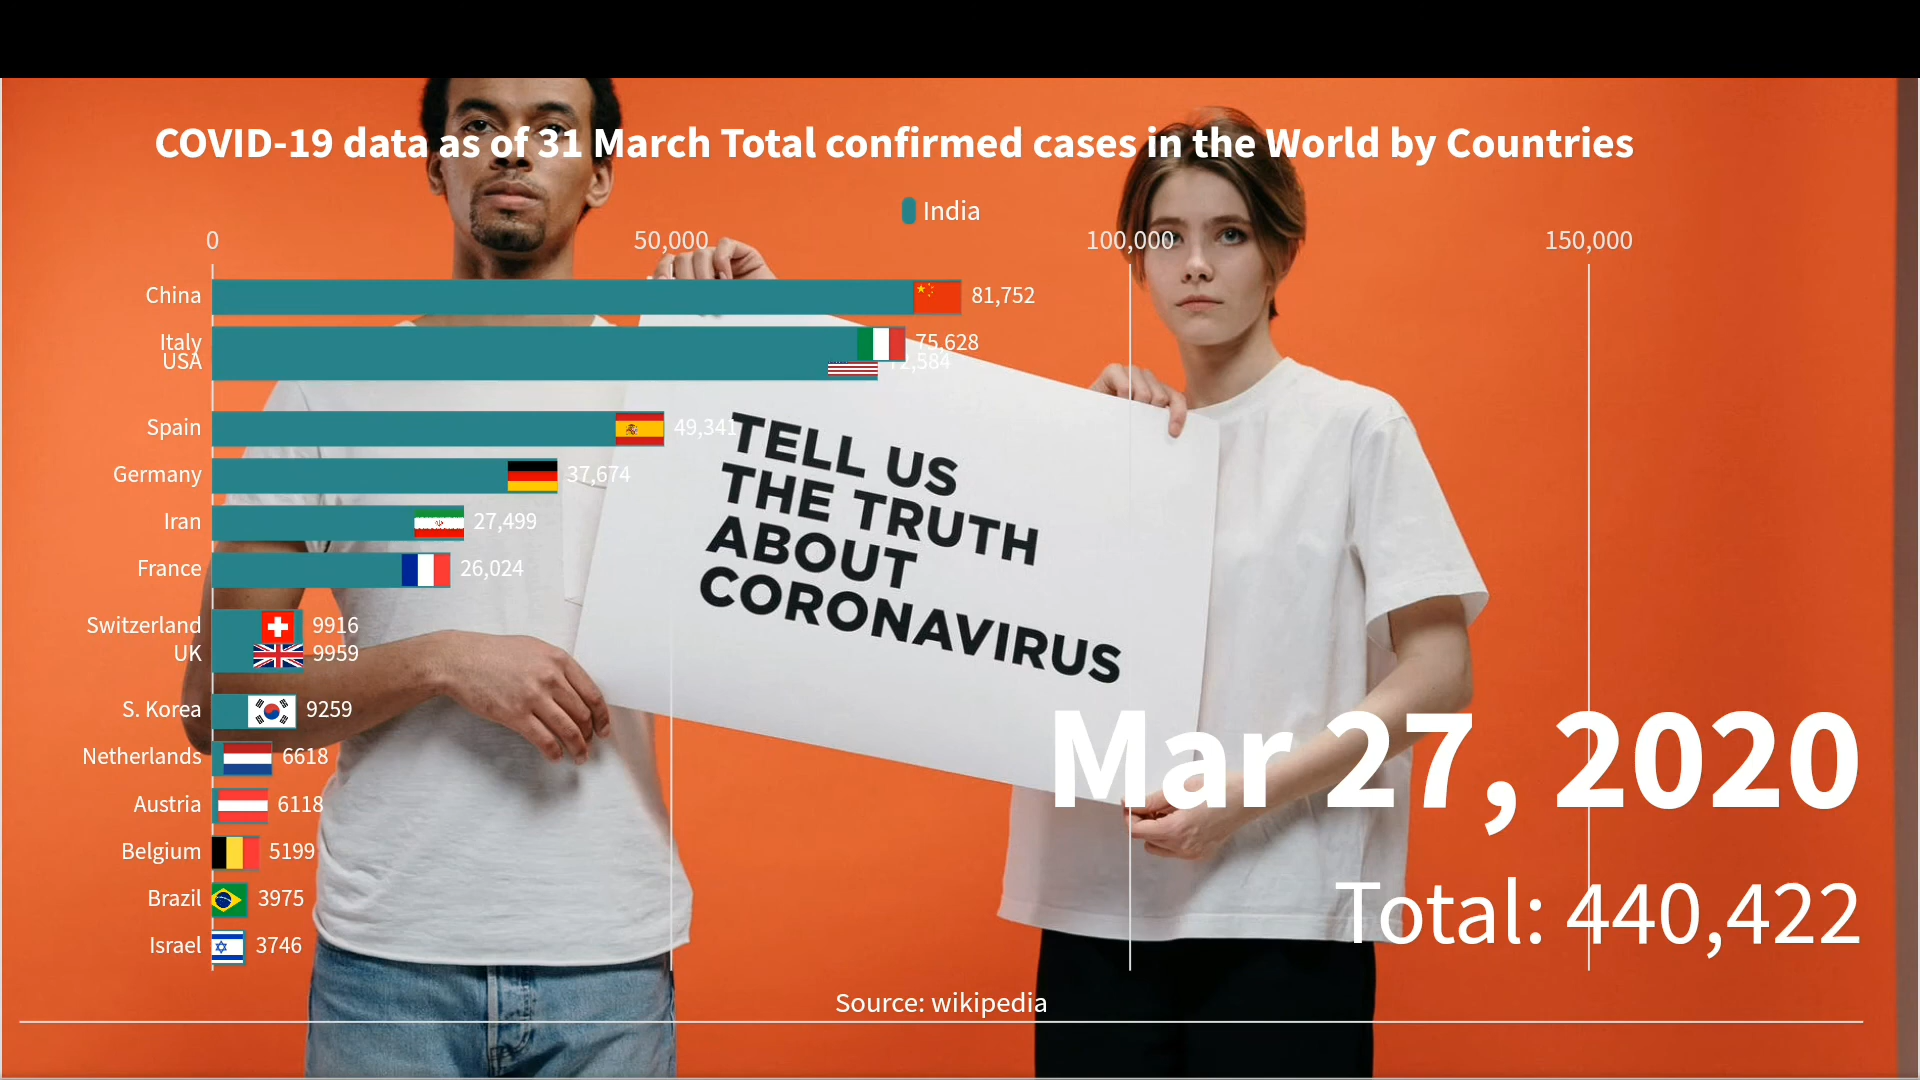 COVID-19 data as of 31 March Total confirmed cases in the World by Countries
India
0 50,000 100,000 150,000
China 81,752
Italy 75,628
USA 72,584
Spain 49,341
Germany 37,674
Iran 27,499
France 26,024
Switzerland 9916
UK 9959
S. Korea 9259
Netherlands 6618
Austria 6118
Belgium 5199
Brazil 3975
Israel 3746
TELL US
THE TRUTH
ABOUT
CORONAVIRUS
Mar 27, 2020
Total: 440,422
Source: wikipedia